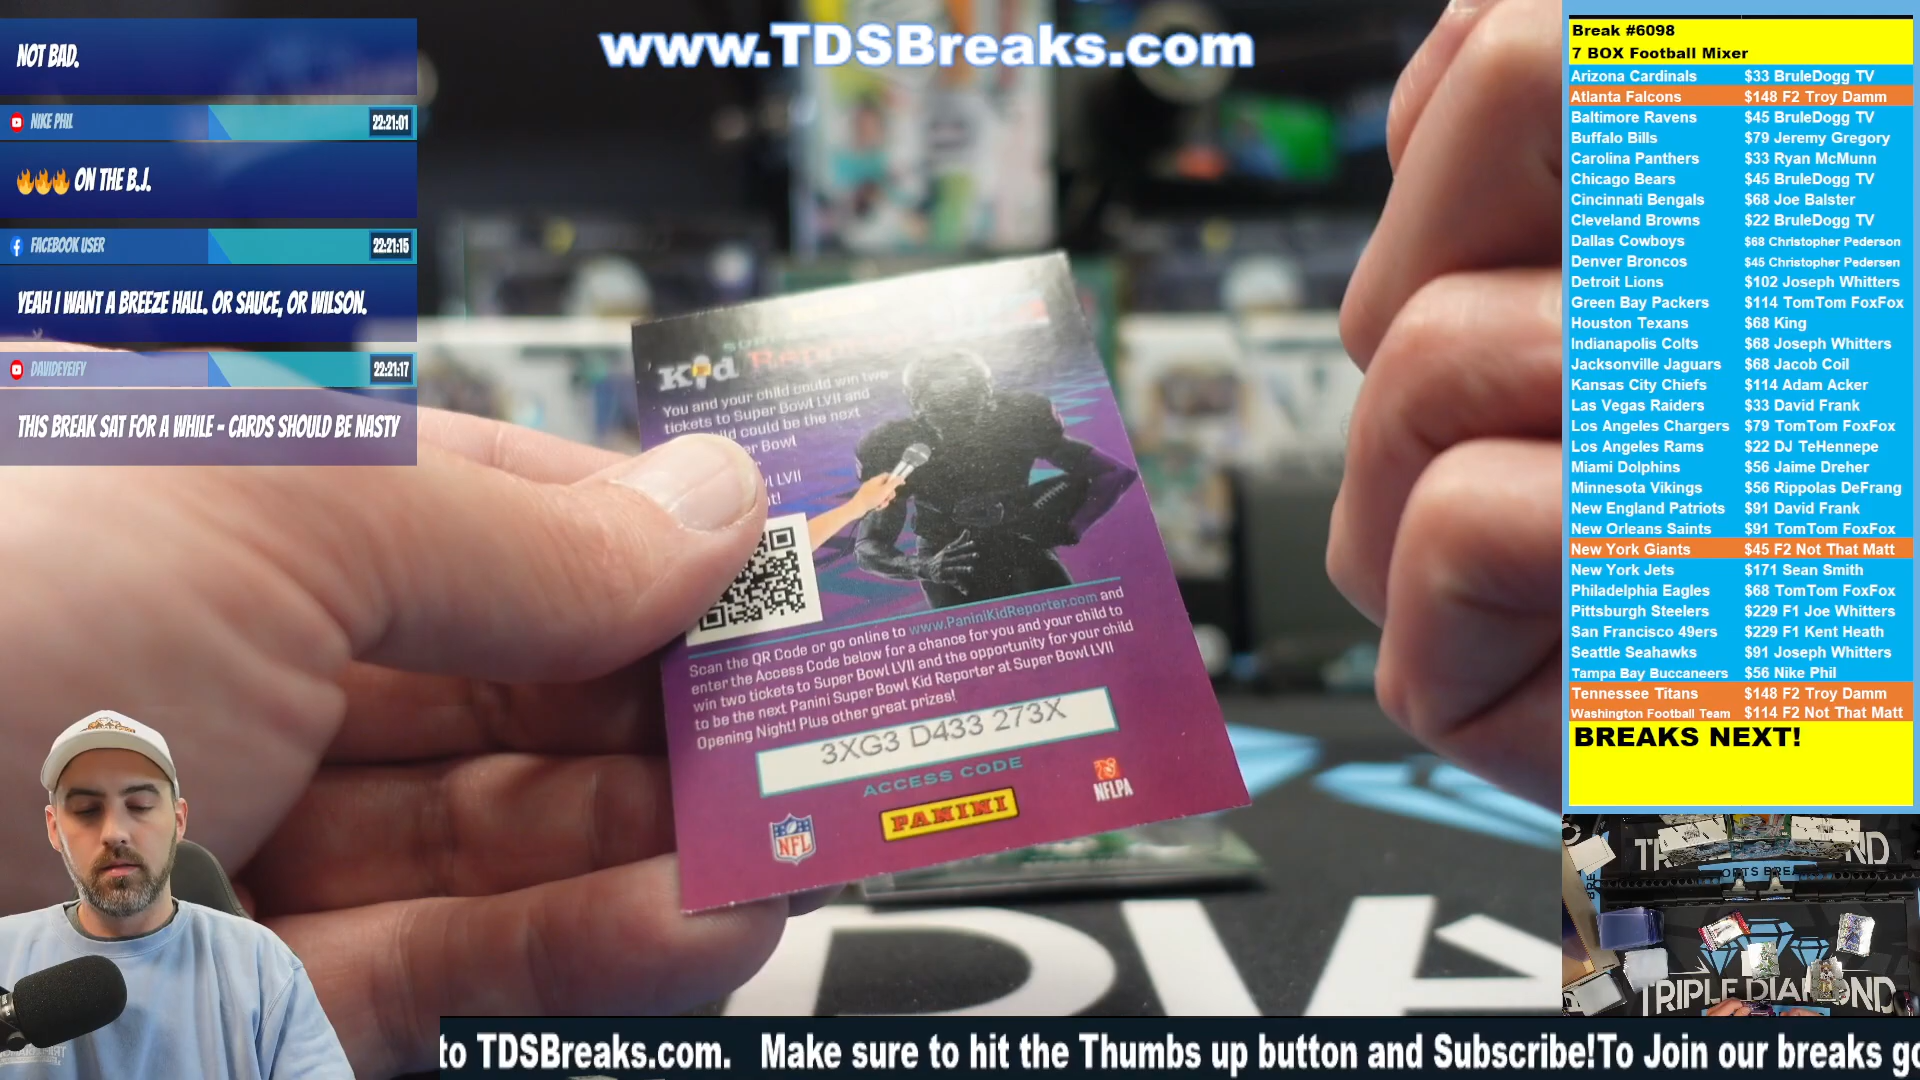 www.TDSBreaks.com
NOT BAD.
NIKE PHIL
22:21:01
🔥🔥🔥 ON THE B.J.
FACEBOOK USER
22:21:15
YEAH I WANT A BREEZE HALL. OR SAUCE, OR WILSON.
DAVIDEYEIFY
22:21:17
THIS BREAK SAT FOR A WHILE - CARDS SHOULD BE NASTY
Kid
You and your child could win two
tickets to Super Bowl LVII and
could be the next
Bowl
LVII
Scan the QR Code or go online to www.PaniniKidReporter.com and
enter the Access Code below for a chance for you and your child to
win two tickets to Super Bowl LVII and the opportunity for your child
to be the next Panini Super Bowl Kid Reporter at Super Bowl LVII
Opening Night! Plus other great prizes!
3XG3 D433 273X
ACCESS CODE
NFL
PANINI
NFLPA
Break #6098
7 BOX Football Mixer
Arizona Cardinals $33 BruleDogg TV
Atlanta Falcons $148 F2 Troy Damm
Baltimore Ravens $45 BruleDogg TV
Buffalo Bills $79 Jeremy Gregory
Carolina Panthers $33 Ryan McMunn
Chicago Bears $45 BruleDogg TV
Cincinnati Bengals $68 Joe Balster
Cleveland Browns $22 BruleDogg TV
Dallas Cowboys $68 Christopher Pederson
Denver Broncos $45 Christopher Pedersen
Detroit Lions $102 Joseph Whitters
Green Bay Packers $114 TomTom FoxFox
Houston Texans $68 King
Indianapolis Colts $68 Joseph Whitters
Jacksonville Jaguars $68 Jacob Coil
Kansas City Chiefs $114 Adam Acker
Las Vegas Raiders $33 David Frank
Los Angeles Chargers $79 TomTom FoxFox
Los Angeles Rams $22 DJ TeHennepe
Miami Dolphins $56 Jaime Dreher
Minnesota Vikings $56 Rippolas DeFrang
New England Patriots $91 David Frank
New Orleans Saints $91 TomTom FoxFox
New York Giants $45 F2 Not That Matt
New York Jets $171 Sean Smith
Philadelphia Eagles $68 TomTom FoxFox
Pittsburgh Steelers $229 F1 Joe Whitters
San Francisco 49ers $229 F1 Kent Heath
Seattle Seahawks $91 Joseph Whitters
Tampa Bay Buccaneers $56 Nike Phil
Tennessee Titans $148 F2 Troy Damm
Washington Football Team $114 F2 Not That Matt
BREAKS NEXT!
TRIPLE DIAMOND
to TDSBreaks.com. Make sure to hit the Thumbs up button and Subscribe!To Join our breaks go